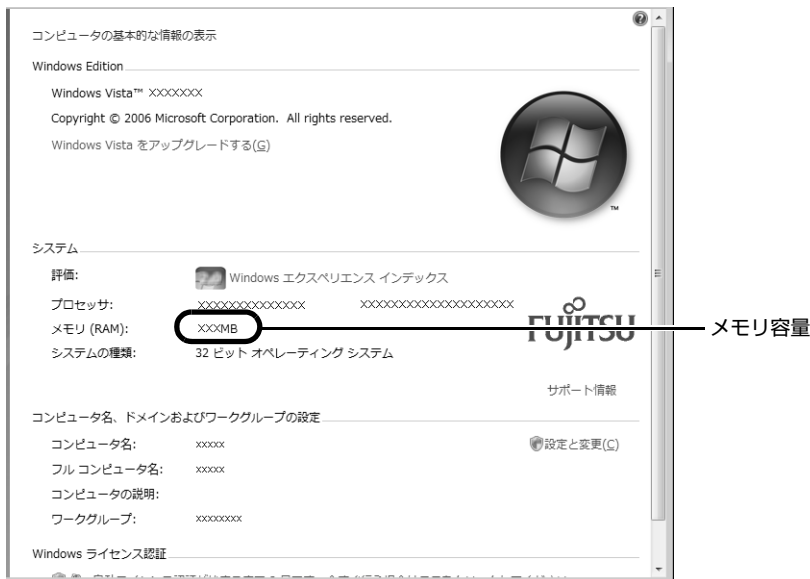 コンピュータの基本的な情報の表示
Windows Edition
Windows Vista™ XXXXXXX
Copyright © 2006 Microsoft Corporation. All rights reserved.
Windows Vista をアップグレードする(G)
TM
システム
評価: Windows エクスペリエンス インデックス
プロセッサ: XXXXXXXXXXXXXX XXXXXXXXXXXXXXXXXXXX
メモリ (RAM): XXXMB
メモリ容量
FUJITSU
システムの種類: 32 ビット オペレーティング システム
サポート情報
コンピュータ名、ドメインおよびワークグループの設定
コンピュータ名: xxxxx
設定と変更(C)
フル コンピュータ名: xxxxx
コンピュータの説明:
ワークグループ: xxxxxxxx
Windows ライセンス認証